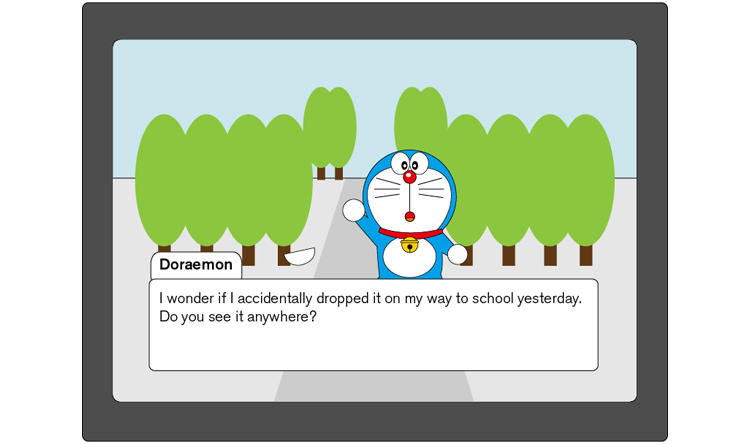 Doraemon
I wonder if I accidentally dropped it on my way to school yesterday.
Do you see it anywhere?